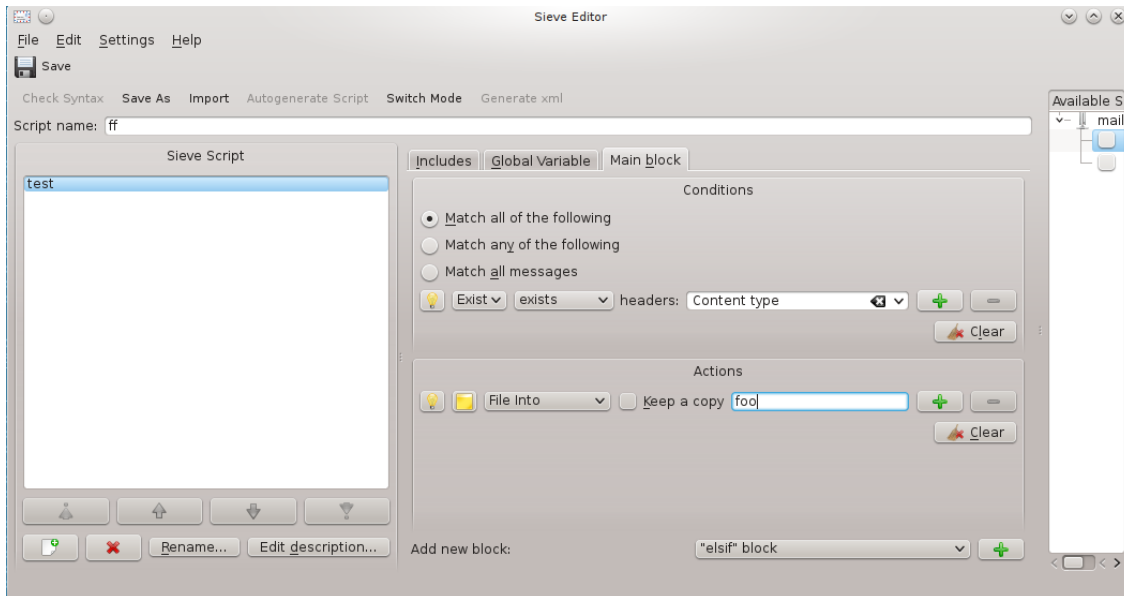 Sieve Editor
File Edit Settings Help
Save
Check Syntax Save As Import Autogenerate Script Switch Mode Generate xml
Script name: ff
Sieve Script
test
Rename... Edit description...
Includes Global Variable Main block
Conditions
Match all of the following
Match any of the following
Match all messages
Exist exists headers: Content type
Clear
Actions
File Into Keep a copy foo
Clear
Add new block: "elsif" block
Available S
mail